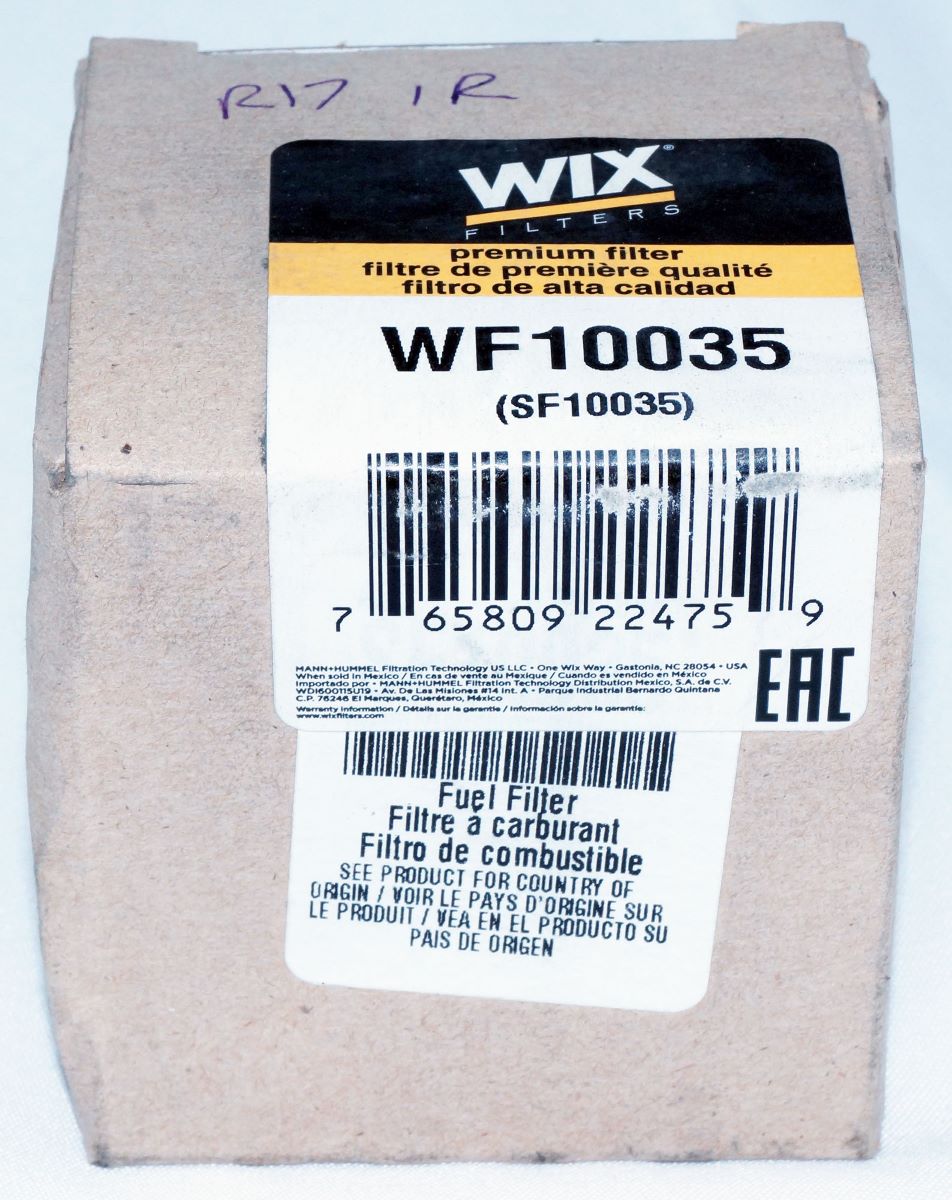 R17 1R
WIX®
FILTERS
premium filter
filtre de première qualité
filtro de alta calidad
WF10035
(SF10035)
7 65809 22475 9
MANN+HUMMEL Filtration Technology US LLC • One Wix Way • Gastonia, NC 28054 • USA
When sold in Mexico / En cas de vente au Mexique / Cuando es vendido en México
Importado por • MANN+HUMMEL Filtration Technology Distribution Mexico, S.A. de C.V.
WDI600115U19 • Av. De Las Misiones #14 Int. A • Parque Industrial Bernardo Quintana
C.P. 76246 El Marques, Querétaro, México
Warranty Information / Détails sur la garantie / Información sobre la garantie:
www.wixfilters.com
EAC
Fuel Filter
Filtre à carburant
Filtro de combustible
SEE PRODUCT FOR COUNTRY OF
ORIGIN / VOIR LE PAYS D'ORIGINE SUR
LE PRODUIT / VEA EN EL PRODUCTO SU
PAIS DE ORIGEN